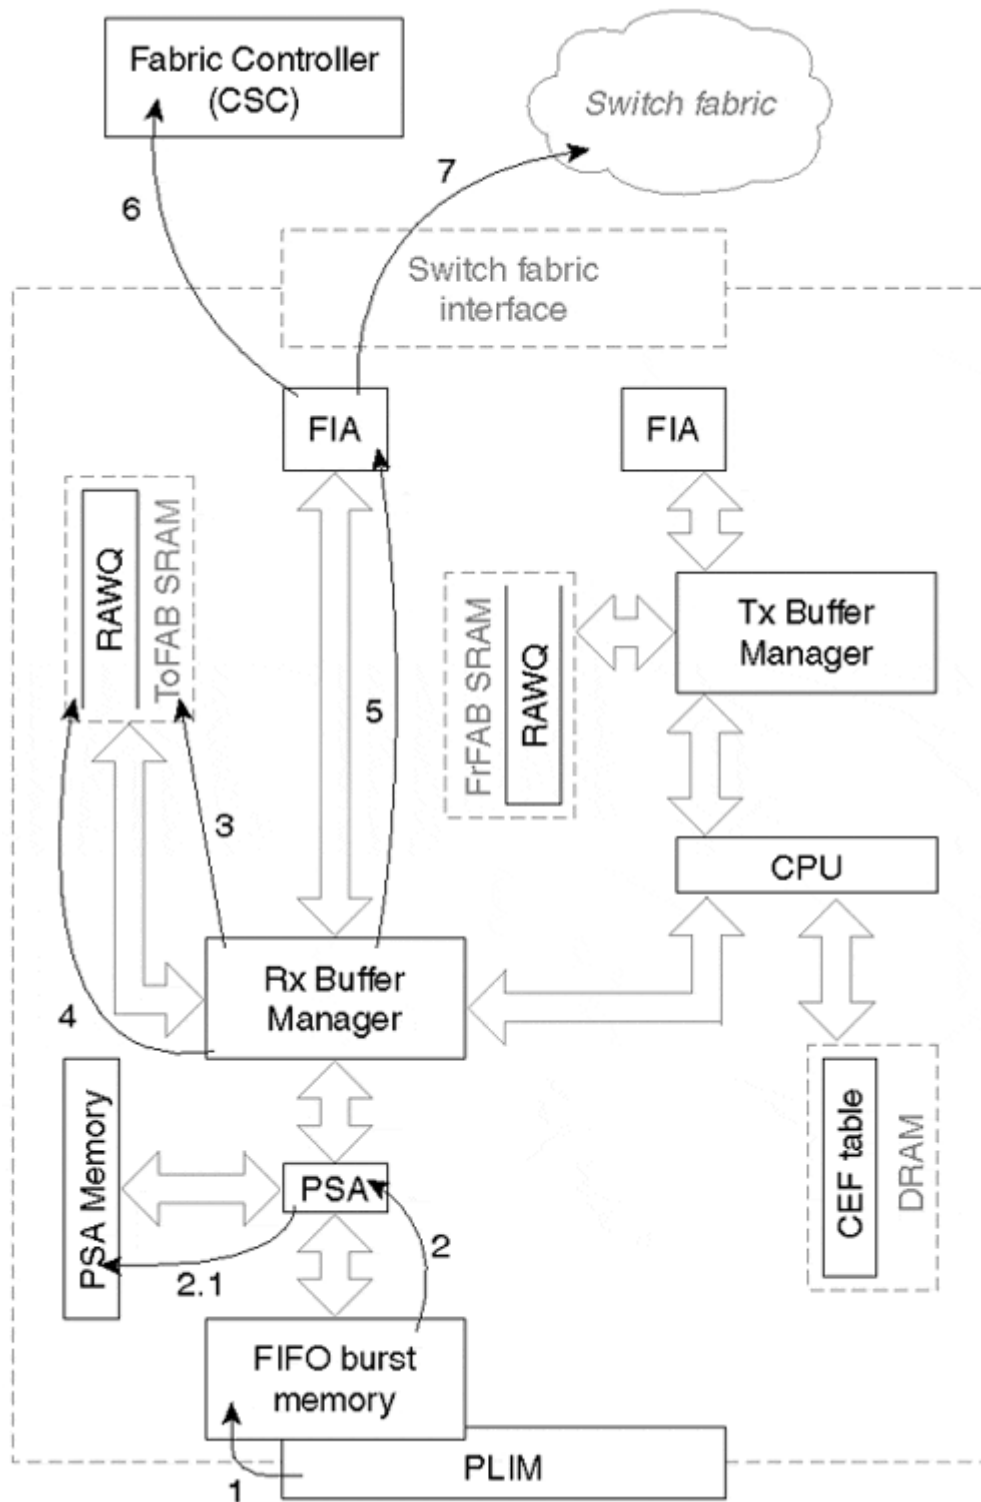 Fabric Controller
(CSC)
Switch fabric
7
6
Switch fabric
interface
FIA
FIA
RAWQ
ToFAB SRAM
FrFAB SRAM
RAWQ
Tx Buffer
Manager
5
3
CPU
Rx Buffer
Manager
4
PSA Memory
PSA
CEF table
DRAM
2
2.1
FIFO burst
memory
PLIM
1